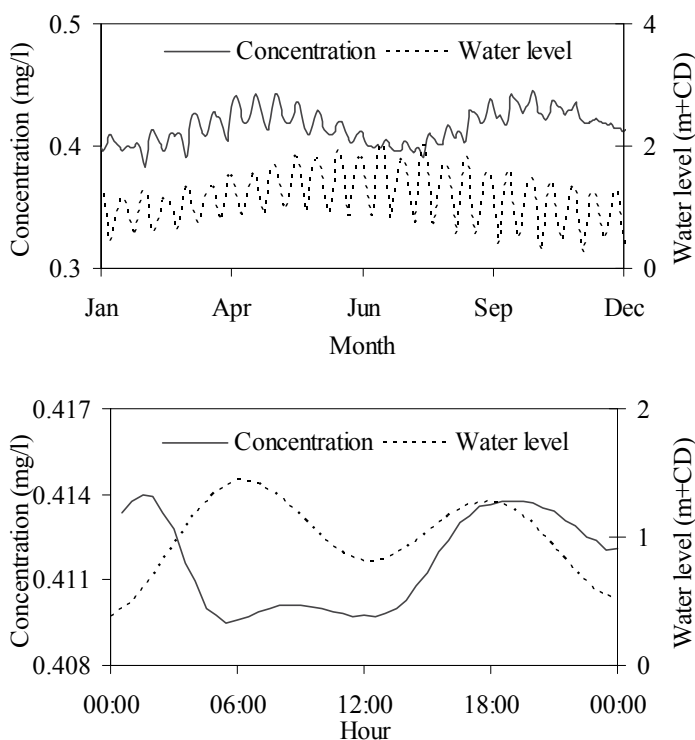 0.5
4
Concentration
Water level
0.4
3
2
0.3
1
0
Concentration (mg/l)
Water level (m+CD)
Jan
Apr
Jun
Sep
Dec
Month
0.417
2
Concentration
Water level
0.414
0.411
1
0.408
0
Concentration (mg/l)
Water level (m+CD)
00:00
06:00
12:00
18:00
00:00
Hour